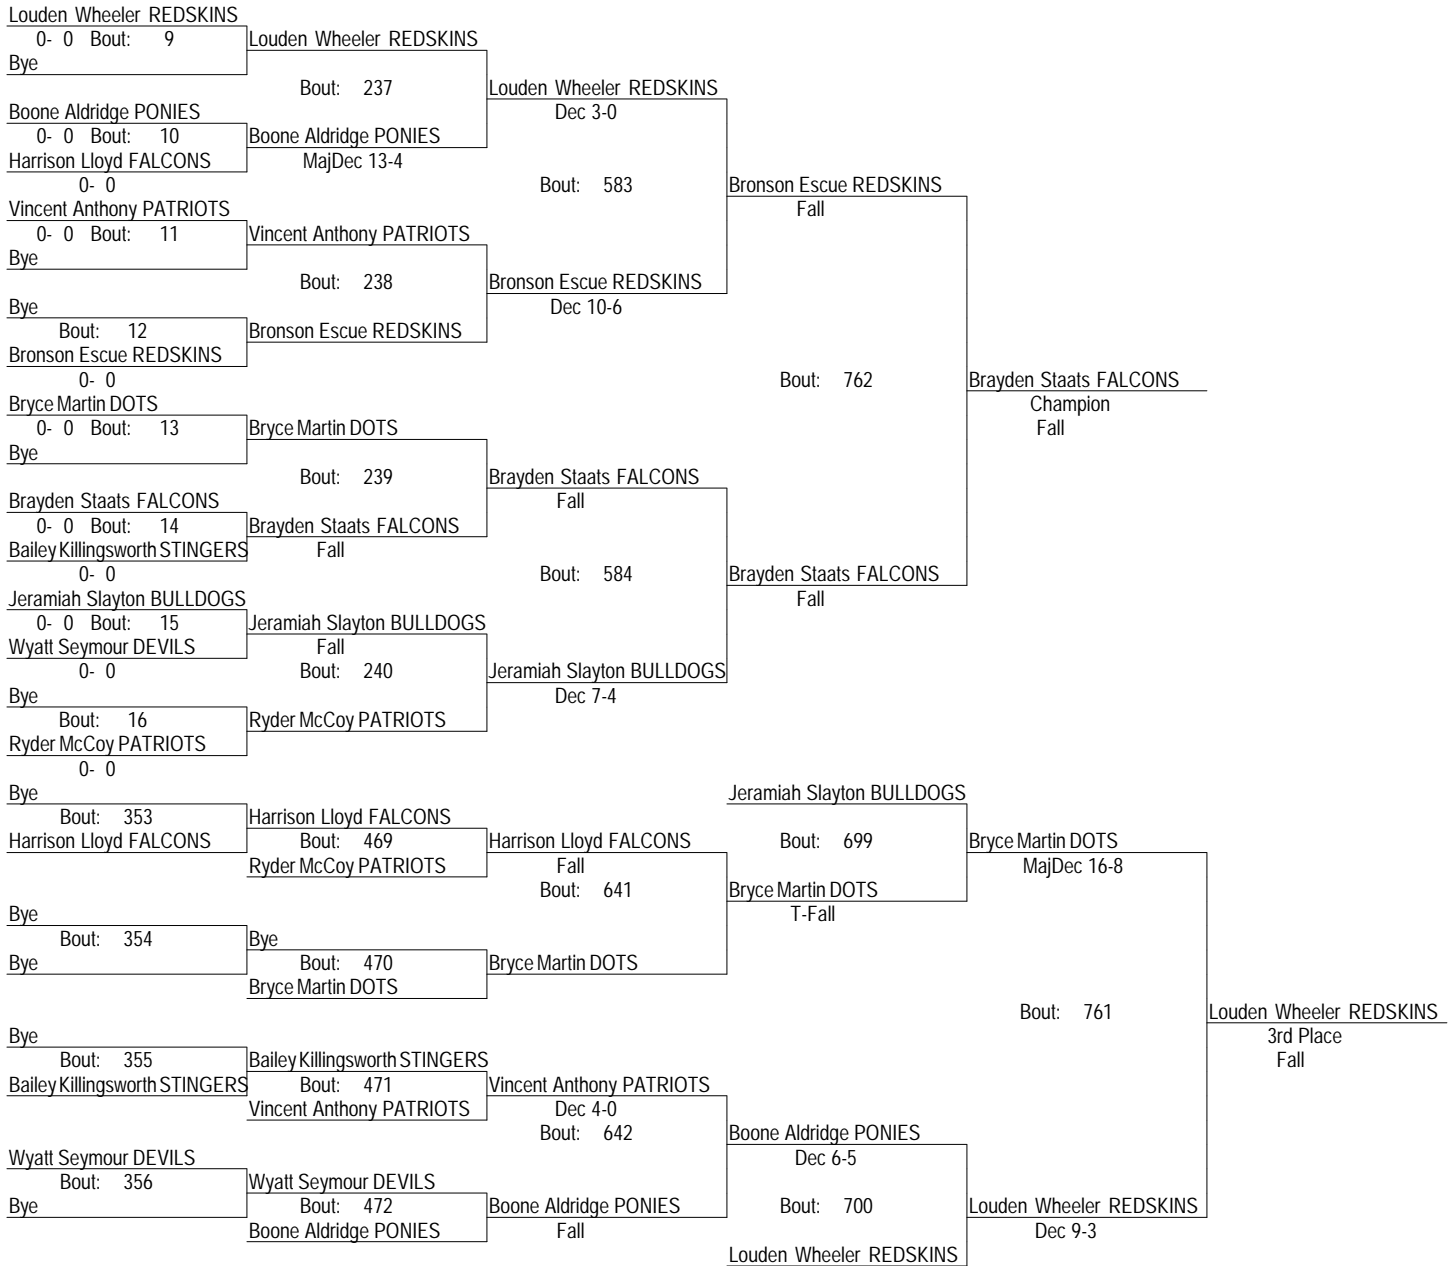 Louden Wheeler REDSKINS
0- 0 Bout: 9 Louden Wheeler REDSKINS
Bye
Bout: 237 Louden Wheeler REDSKINS
Boone Aldridge PONIES Dec 3-0
0- 0 Bout: 10 Boone Aldridge PONIES
Harrison Lloyd FALCONS MajDec 13-4
0- 0 Bout: 583 Bronson Escue REDSKINS
Vincent Anthony PATRIOTS Fall
0- 0 Bout: 11 Vincent Anthony PATRIOTS
Bye
Bout: 238 Bronson Escue REDSKINS
Bye Dec 10-6
Bout: 12 Bronson Escue REDSKINS
Bronson Escue REDSKINS
0- 0 Bout: 762 Brayden Staats FALCONS
Bryce Martin DOTS Champion
0- 0 Bout: 13 Bryce Martin DOTS Fall
Bye
Bout: 239 Brayden Staats FALCONS
Brayden Staats FALCONS Fall
0- 0 Bout: 14 Brayden Staats FALCONS
Bailey Killingsworth STINGERS Fall
0- 0 Bout: 584 Brayden Staats FALCONS
Jeramiah Slayton BULLDOGS Fall
0- 0 Bout: 15 Jeramiah Slayton BULLDOGS
Wyatt Seymour DEVILS Fall
0- 0 Bout: 240 Jeramiah Slayton BULLDOGS
Bye Dec 7-4
Bout: 16 Ryder McCoy PATRIOTS
Ryder McCoy PATRIOTS
0- 0
Bye Jeramiah Slayton BULLDOGS
Bout: 353 Harrison Lloyd FALCONS
Harrison Lloyd FALCONS Bout: 469 Harrison Lloyd FALCONS Bout: 699 Bryce Martin DOTS
Ryder McCoy PATRIOTS Fall MajDec 16-8
Bout: 641 Bryce Martin DOTS
Bye T-Fall
Bout: 354 Bye
Bye Bout: 470 Bryce Martin DOTS
Bryce Martin DOTS
Bout: 761 Louden Wheeler REDSKINS
Bye 3rd Place
Bout: 355 Bailey Killingsworth STINGERS Fall
Bailey Killingsworth STINGERS Bout: 471 Vincent Anthony PATRIOTS
Vincent Anthony PATRIOTS Dec 4-0
Bout: 642 Boone Aldridge PONIES
Wyatt Seymour DEVILS Dec 6-5
Bout: 356 Wyatt Seymour DEVILS
Bye Bout: 472 Boone Aldridge PONIES Bout: 700 Louden Wheeler REDSKINS
Boone Aldridge PONIES Fall Dec 9-3
Louden Wheeler REDSKINS